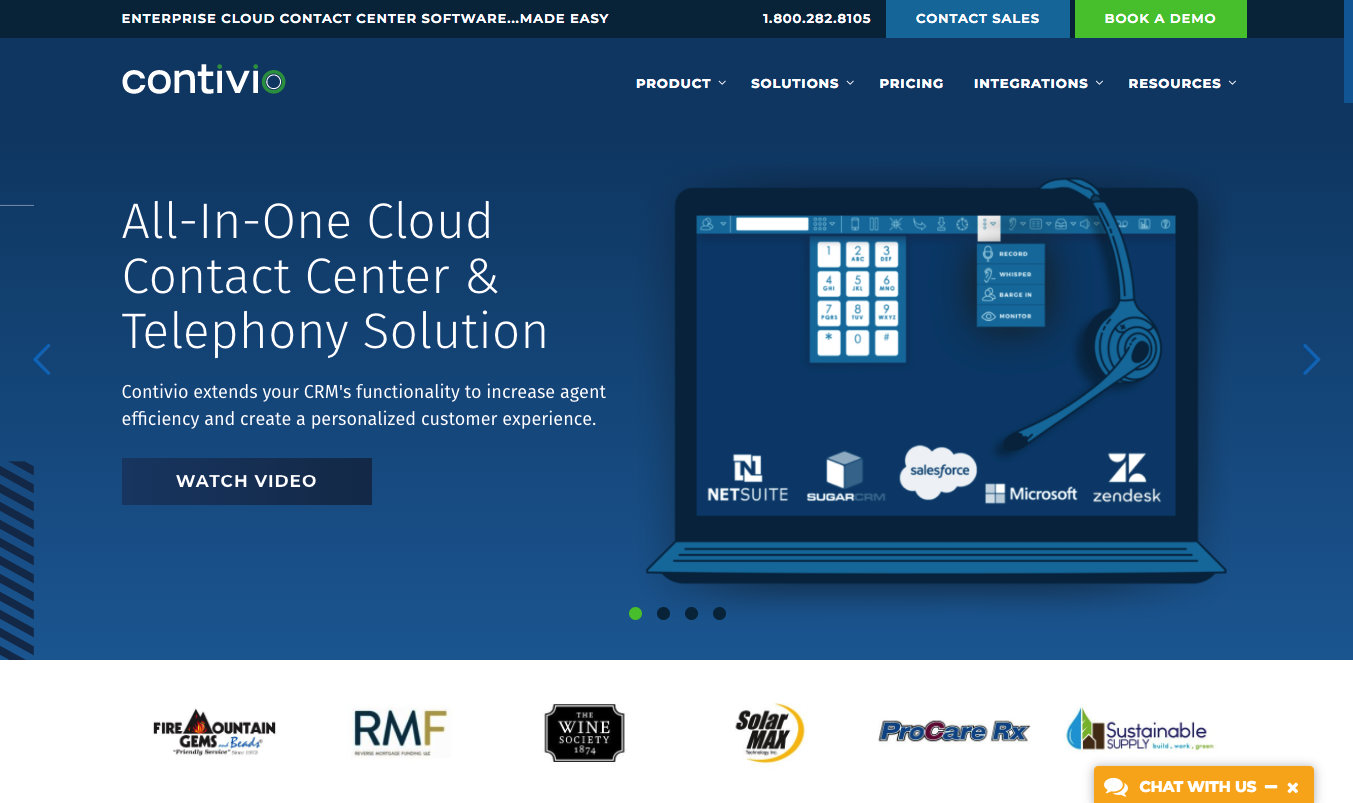 ENTERPRISE CLOUD CONTACT CENTER SOFTWARE...MADE EASY
1.800.282.8105
CONTACT SALES
BOOK A DEMO
contivio
PRODUCT
SOLUTIONS
PRICING
INTEGRATIONS
RESOURCES
All-In-One Cloud
Contact Center &
Telephony Solution
Contivio extends your CRM's functionality to increase agent
efficiency and create a personalized customer experience.
WATCH VIDEO
1 2 3
ABC DEF
4 5 6
GHI JKL MNO
7 8 9
PQRS TUV WXYZ
* 0 #
RECORD
WHISPER
BARGE IN
MONITOR
NETSUITE
SUGARCRM
salesforce
Microsoft
zendesk
FIRE MOUNTAIN
GEMS and Beads
"Friendly Service" Since 1973
RMF
REVERSE MORTGAGE FUNDING LLC
THE
WINE
SOCIETY
1874
Solar
MAX
Technology Inc.
ProCare Rx
Sustainable
SUPPLY build . work . green
CHAT WITH US